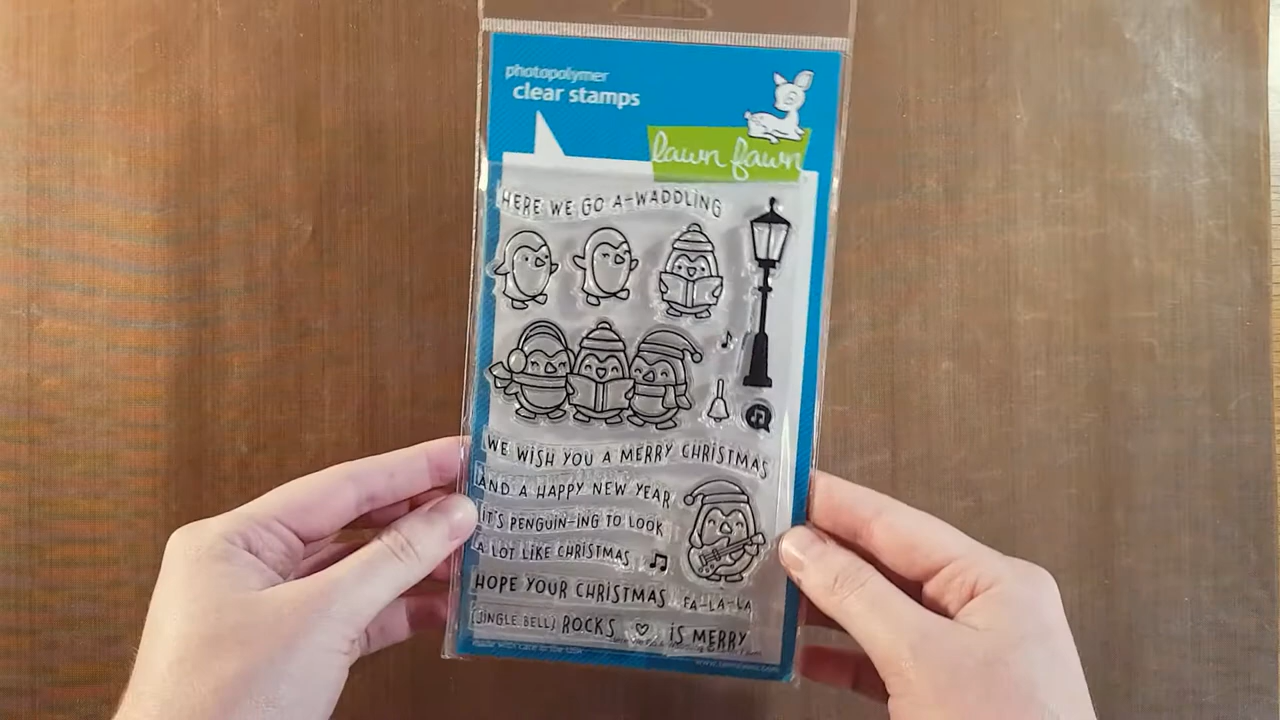 photopolymer
clear stamps
lawn fawn
HERE WE GO A-WADDLING
WE WISH YOU A MERRY CHRISTMAS
AND A HAPPY NEW YEAR
IT'S PENGUIN-ING TO LOOK
A LOT LIKE CHRISTMAS
HOPE YOUR CHRISTMAS FA-LA-LA
(JINGLE BELL) ROCKS IS MERRY